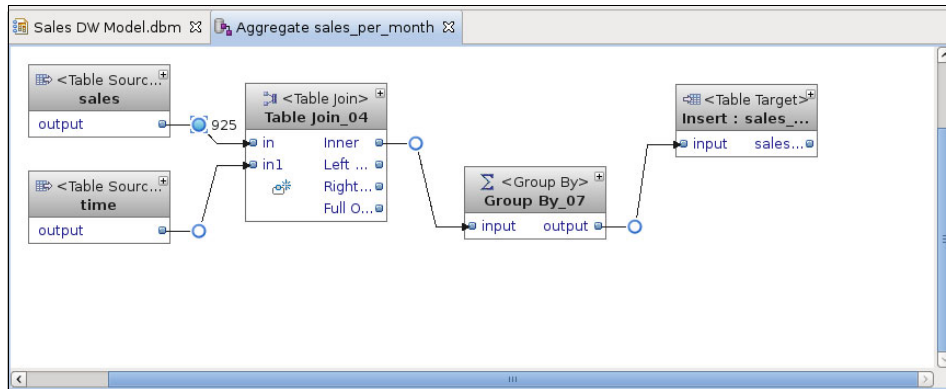 Sales DW Model.dbm
Aggregate sales_per_month
<Table Sourc...
sales
output
925
<Table Join>
Table Join_04
in Inner
in1 Left ...
Right...
Full O...
<Table Sourc...
time
output
<Group By>
Group By_07
input output
<Table Target>
Insert : sales_...
input sales...